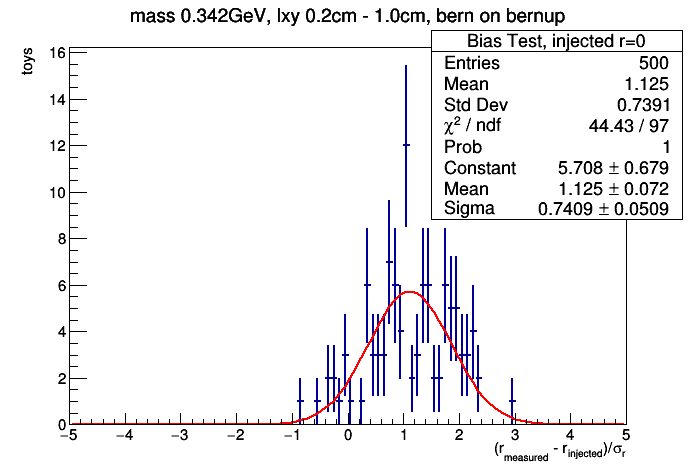 mass 0.342GeV, lxy 0.2cm - 1.0cm, bern on bernup
Bias Test, injected r=0
Entries 500
Mean 1.125
Std Dev 0.7391
χ² / ndf 44.43 / 97
Prob 1
Constant 5.708 ± 0.679
Mean 1.125 ± 0.072
Sigma 0.7409 ± 0.0509
toys
16
14
12
10
8
6
4
2
0
−5 −4 −3 −2 −1 0 1 2 3 4 5
(r_measured - r_injected)/σ_r